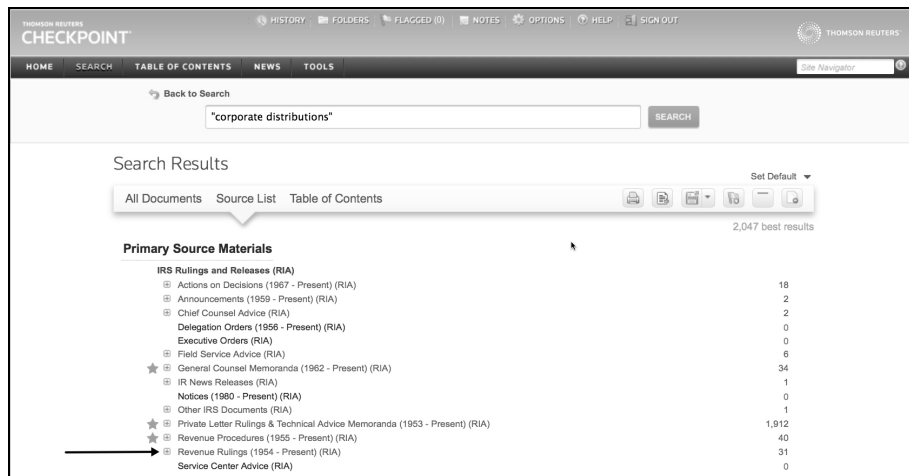 HISTORY FOLDERS FLAGGED (0) NOTES OPTIONS HELP SIGN OUT
THOMSON REUTERS
CHECKPOINT™
THOMSON REUTERS
HOME SEARCH TABLE OF CONTENTS NEWS TOOLS Site Navigator
Back to Search
"corporate distributions" SEARCH
Search Results
Set Default
All Documents Source List Table of Contents
2,047 best results
Primary Source Materials
IRS Rulings and Releases (RIA)
Actions on Decisions (1967 - Present) (RIA) 18
Announcements (1959 - Present) (RIA) 2
Chief Counsel Advice (RIA) 2
Delegation Orders (1956 - Present) (RIA) 0
Executive Orders (RIA) 0
Field Service Advice (RIA) 6
General Counsel Memoranda (1962 - Present) (RIA) 34
IR News Releases (RIA) 1
Notices (1980 - Present) (RIA) 0
Other IRS Documents (RIA) 1
Private Letter Rulings & Technical Advice Memoranda (1953 - Present) (RIA) 1,912
Revenue Procedures (1955 - Present) (RIA) 40
Revenue Rulings (1954 - Present) (RIA) 31
Service Center Advice (RIA) 0